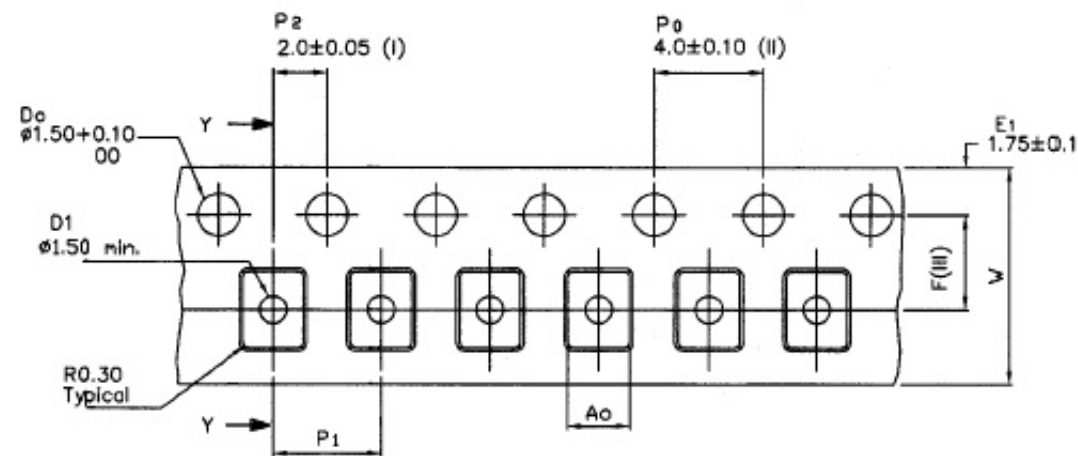 P2
2.0±0.05 (I)
P0
4.0±0.10 (II)
Do
ø1.50+0.10
00
Y
E1
1.75±0.1
D1
ø1.50 min.
F(III)
W
R0.30
Typical
Y
P1
Ao